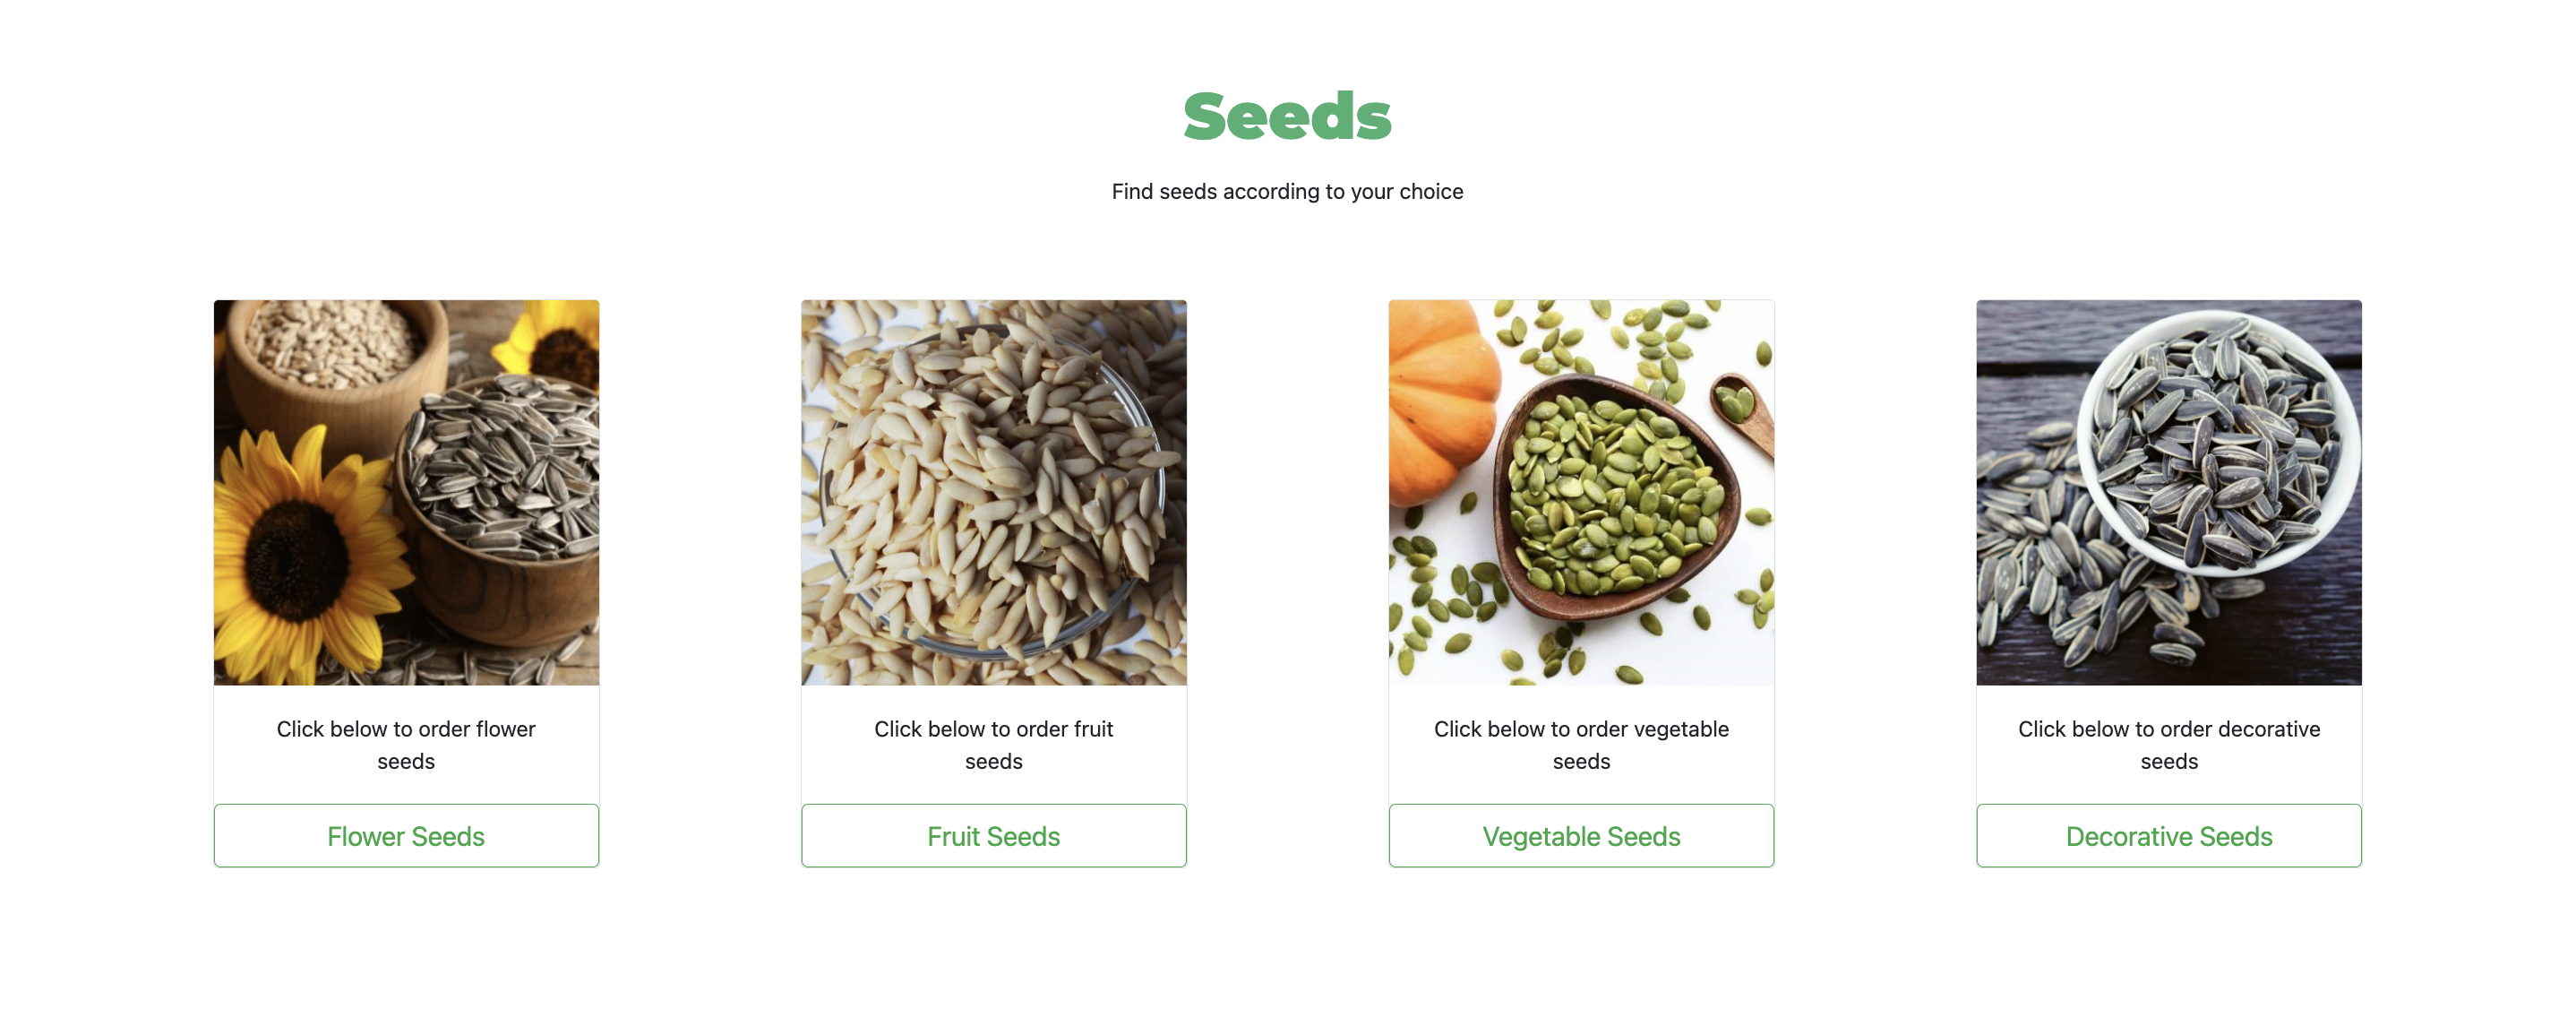 Seeds
Find seeds according to your choice
Click below to order flower
seeds
Flower Seeds
Click below to order fruit
seeds
Fruit Seeds
Click below to order vegetable
seeds
Vegetable Seeds
Click below to order decorative
seeds
Decorative Seeds